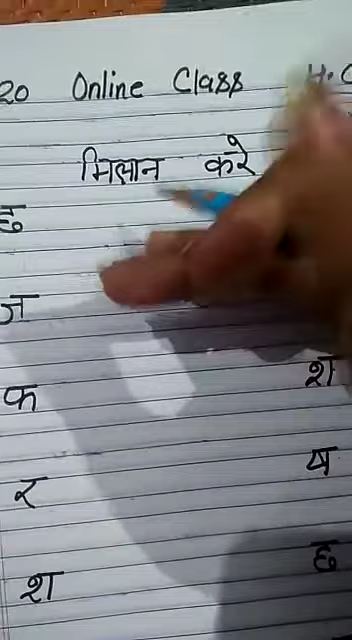 20 Online Class H.
मिलान करे
छ
ज
फ श
र ष
श छ